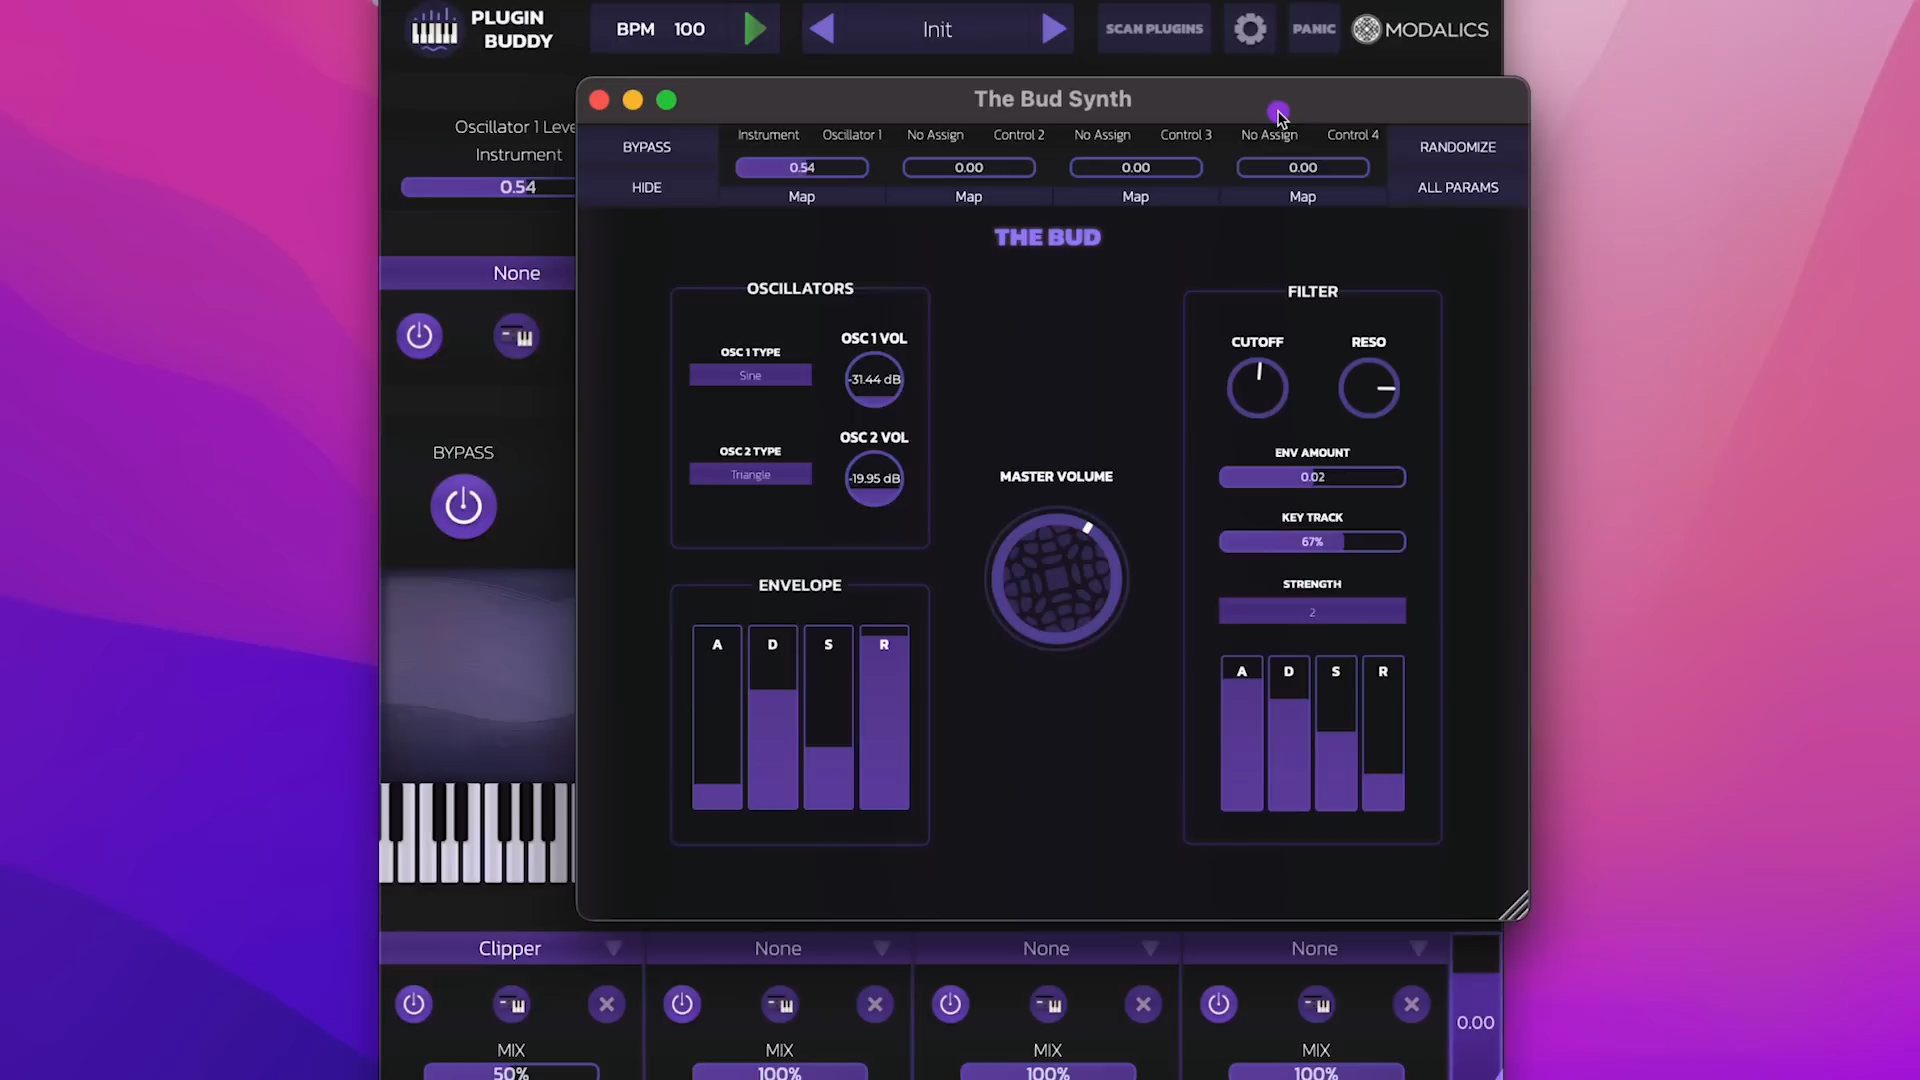 PLUGIN
BUDDY
BPM 100
Init
SCAN PLUGINS
PANIC
MODALICS
The Bud Synth
Oscillator 1 Leve
Instrument
0.54
BYPASS
HIDE
Instrument Oscillator 1
0.54
Map
No Assign Control 2
0.00
Map
No Assign Control 3
0.00
Map
No Assign Control 4
0.00
Map
RANDOMIZE
ALL PARAMS
THE BUD
None
BYPASS
OSCILLATORS
OSC 1 TYPE
Sine
OSC 1 VOL
-31.44 dB
OSC 2 TYPE
Triangle
OSC 2 VOL
-19.95 dB
ENVELOPE
A D S R
MASTER VOLUME
FILTER
CUTOFF RESO
ENV AMOUNT
0.02
KEY TRACK
67%
STRENGTH
2
A D S R
Clipper
None
None
None
MIX
50%
MIX
100%
MIX
100%
MIX
100%
0.00